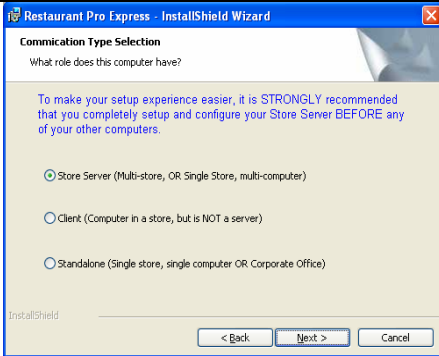 Restaurant Pro Express - InstallShield Wizard
Commication Type Selection
What role does this computer have?
To make your setup experience easier, it is STRONGLY recommended
that you completely setup and configure your Store Server BEFORE any
of your other computers.
Store Server (Multi-store, OR Single Store, multi-computer)
Client (Computer in a store, but is NOT a server)
Standalone (Single store, single computer OR Corporate Office)
InstallShield
< Back Next > Cancel